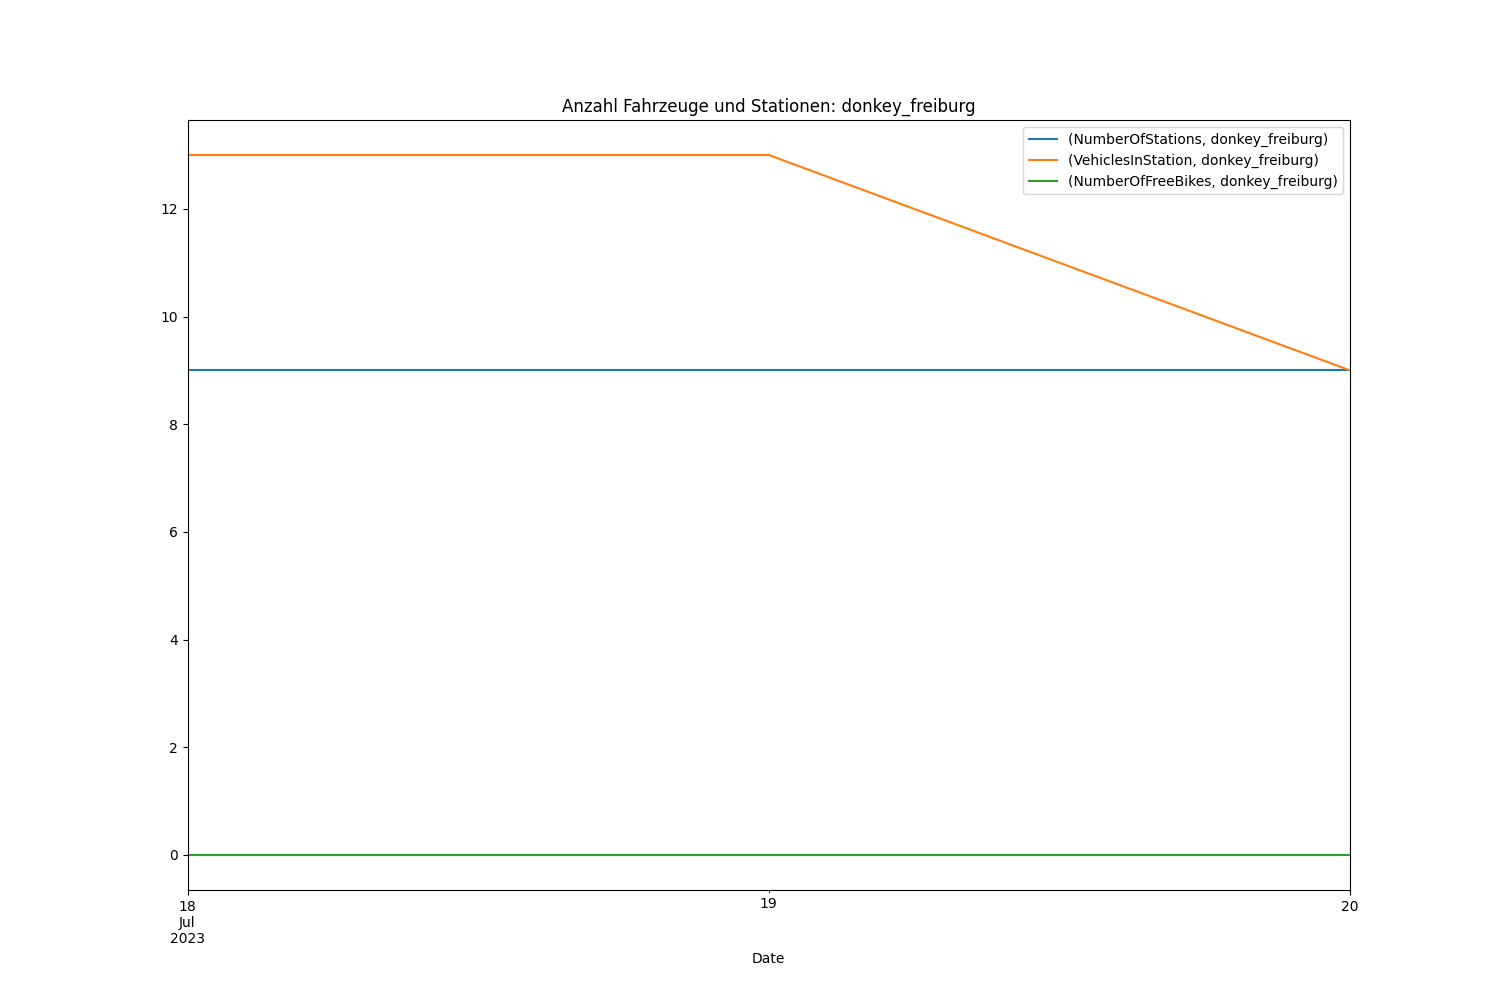 Anzahl Fahrzeuge und Stationen: donkey_freiburg
(NumberOfStations, donkey_freiburg)
(VehiclesInStation, donkey_freiburg)
(NumberOfFreeBikes, donkey_freiburg)
12
10
8
6
4
2
0
18
Jul
2023
19
20
Date